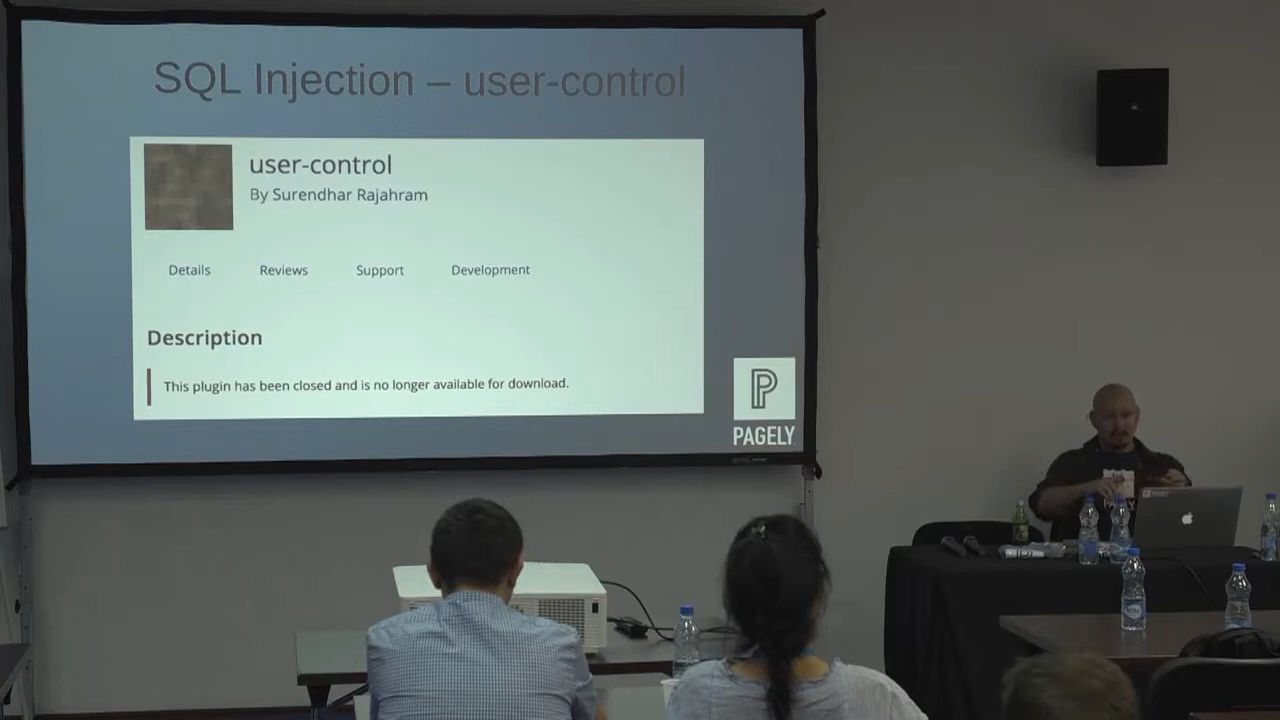 SQL Injection – user-control
user-control
By Surendhar Rajahram
Details Reviews Support Development
Description
This plugin has been closed and is no longer available for download.
PAGELY
PAGELY